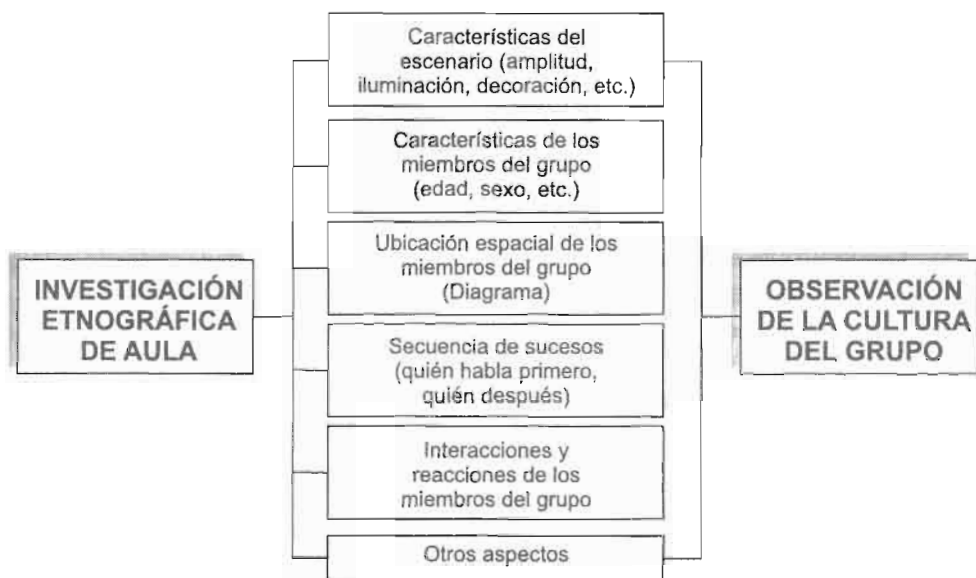 Características del
escenario (amplitud,
iluminación, decoración, etc.)
Características de los
miembros del grupo
(edad, sexo, etc.)
Ubicación espacial de los
miembros del grupo
(Diagrama)
INVESTIGACIÓN
ETNOGRÁFICA
DE AULA
OBSERVACIÓN
DE LA CULTURA
DEL GRUPO
Secuencia de sucesos
(quién habla primero,
quién después)
Interacciones y
reacciones de los
miembros del grupo
Otros aspectos